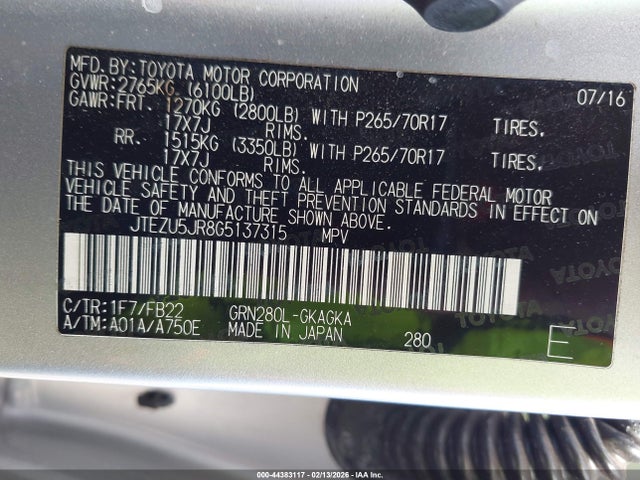 MFD.BY:TOYOTA MOTOR CORPORATION 07/16
GVWR:2765KG (6100LB)
GAWR:FRT. 1270KG (2800LB) WITH P265/70R17 TIRES.
17X7J RIMS.
RR. 1515KG (3350LB) WITH P265/70R17 TIRES.
17X7J RIMS.
THIS VEHICLE CONFORMS TO ALL APPLICABLE FEDERAL MOTOR
VEHICLE SAFETY AND THEFT PREVENTION STANDARDS IN EFFECT ON
THE DATE OF MANUFACTURE SHOWN ABOVE.
JTEZU5JR8G5137315 MPV
C/TR:1F7/FB22 GRN280L-GKAGKA
A/TM:A01A/A750E MADE IN JAPAN 280 E
000-44383117 - 02/13/2026 - IAA Inc.